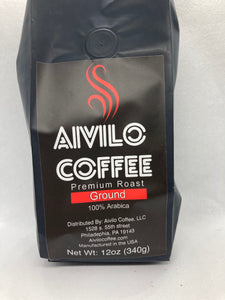 AIVILO
COFFEE
Premium Roast
Ground
100% Arabica
Distributed By: Aivilo Coffee, LLC
1528 s. 55th street
Philadelphia, PA 19143
Aivilocoffee.com
Manufactured in the USA
Net Wt: 12oz (340g)